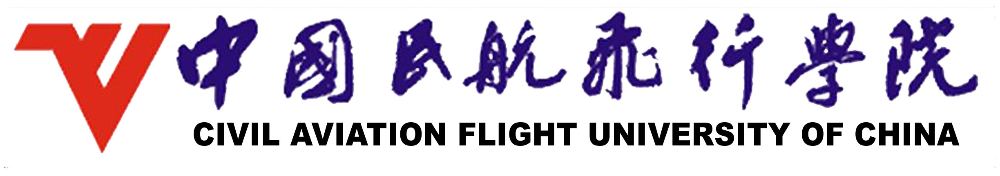 中國民航飛行學院
CIVIL AVIATION FLIGHT UNIVERSITY OF CHINA